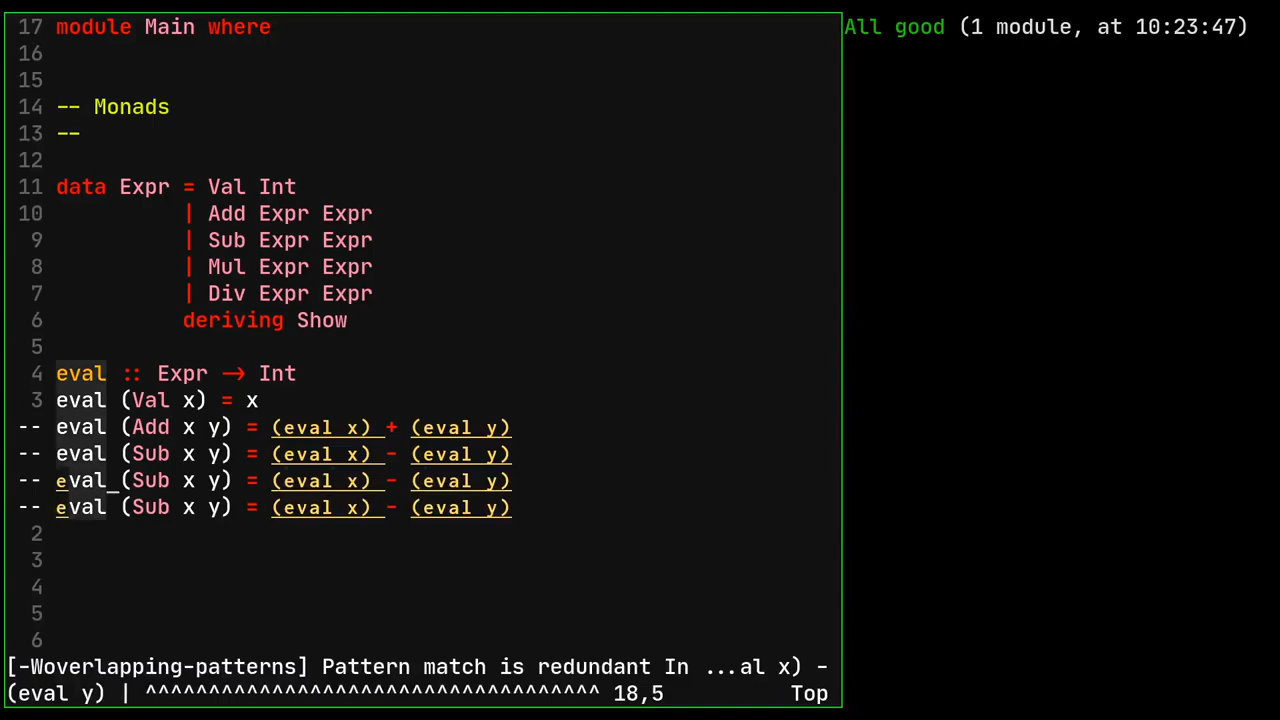 17 module Main where
All good (1 module, at 10:23:47)
16
15
14 -- Monads
13 --
12
11 data Expr = Val Int
10 | Add Expr Expr
9 | Sub Expr Expr
8 | Mul Expr Expr
7 | Div Expr Expr
6 deriving Show
5
4 eval :: Expr -> Int
3 eval (Val x) = x
-- eval (Add x y) = (eval x) + (eval y)
-- eval (Sub x y) = (eval x) - (eval y)
-- eval_(Sub x y) = (eval x) - (eval y)
-- eval (Sub x y) = (eval x) - (eval y)
2
3
4
5
6
[-Woverlapping-patterns] Pattern match is redundant In ...al x) -
(eval y) | ^^^^^^^^^^^^^^^^^^^^^^^^^^^^^^^^^^^^ 18,5 Top